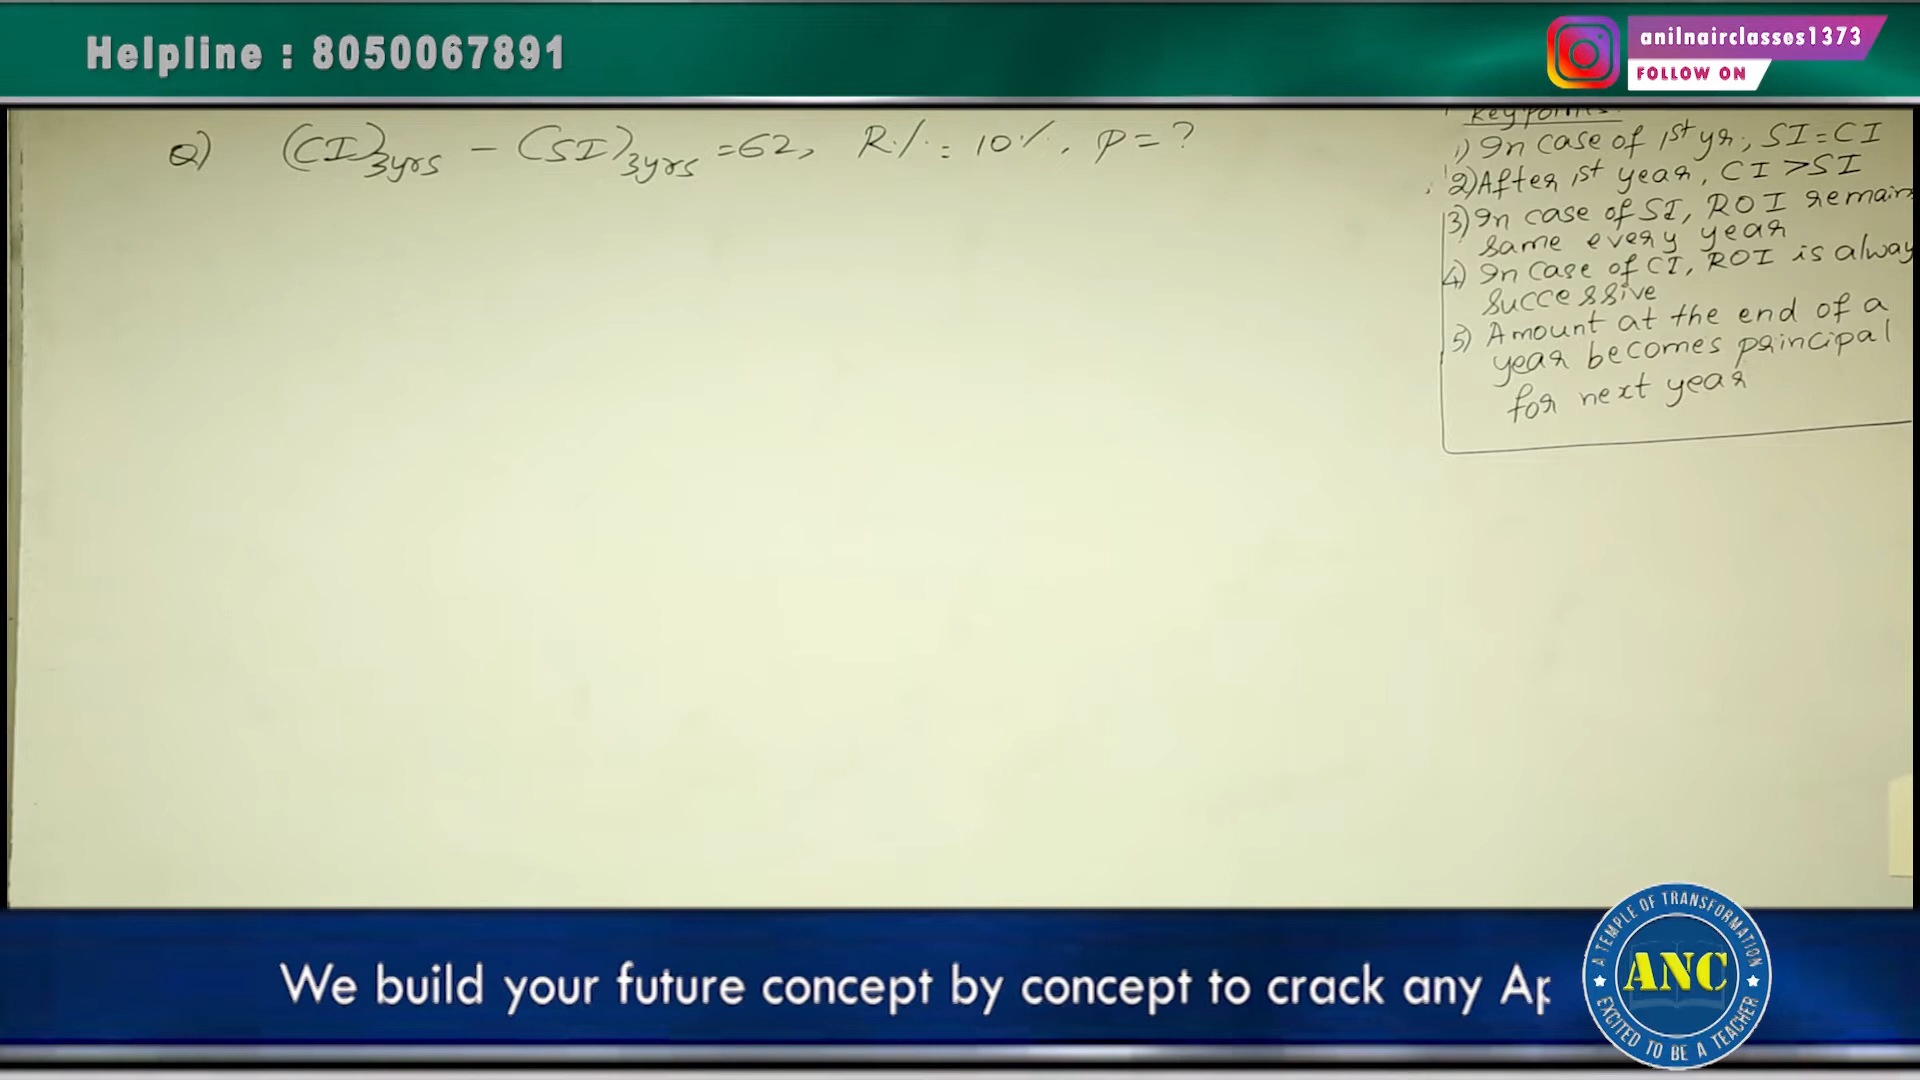 Helpline : 8050067891
anilnairclasses1373
FOLLOW ON
Q) (CI)3yrs - (SI)3yrs = 62, R% = 10%, P = ?
Key points
1) In case of 1st yr, SI = CI
2) After 1st year, CI > SI
3) In case of SI, ROI remain
same every year
4) In case of CI, ROI is alway
successive
5) Amount at the end of a
year becomes principal
for next year
We build your future concept by concept to crack any Ap
A TEMPLE OF TRANSFORMATION
ANC
EXCITED TO BE A TEACHER